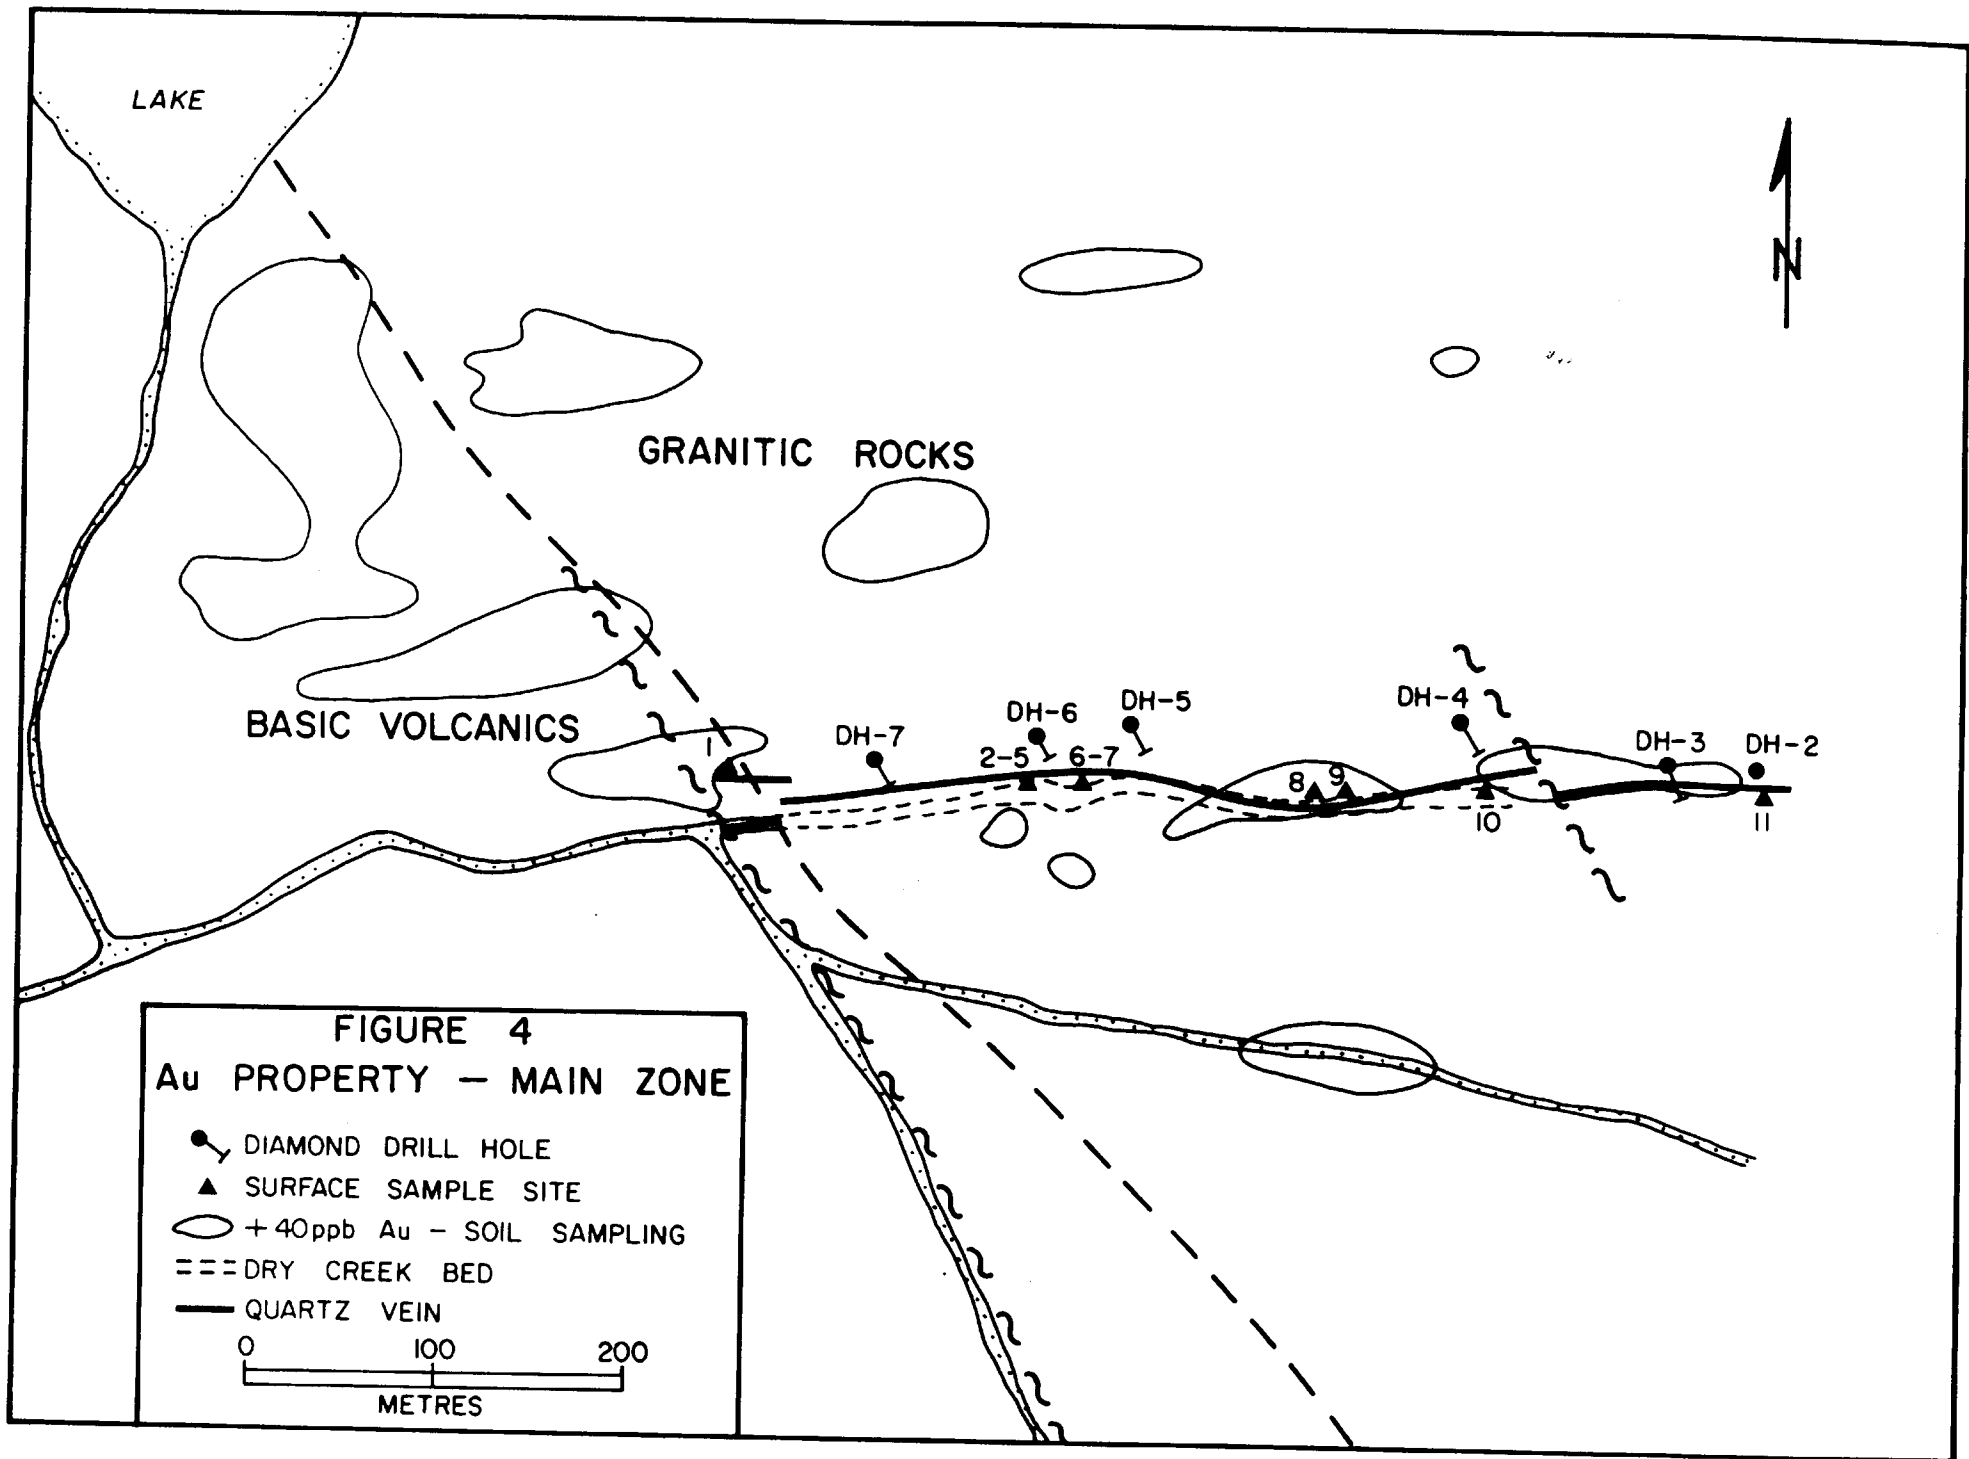 LAKE
N
GRANITIC ROCKS
BASIC VOLCANICS
DH-7
DH-6
DH-5
DH-4
DH-3
DH-2
1
2-5
6-7
8
9
10
11
FIGURE 4
Au PROPERTY – MAIN ZONE
DIAMOND DRILL HOLE
SURFACE SAMPLE SITE
+40ppb Au – SOIL SAMPLING
DRY CREEK BED
QUARTZ VEIN
0 100 200
METRES